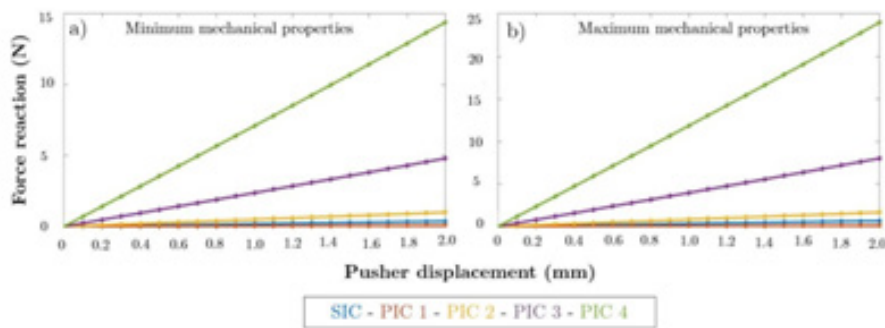 a) Minimum mechanical properties
b) Maximum mechanical properties
Force reaction (N)
15
10
5
0
25
20
15
10
5
0
0 0.2 0.4 0.6 0.8 1.0 1.2 1.4 1.6 1.8 2.0
0 0.2 0.4 0.6 0.8 1.0 1.2 1.4 1.6 1.8 2.0
Pusher displacement (mm)
SIC - PIC 1 - PIC 2 - PIC 3 - PIC 4